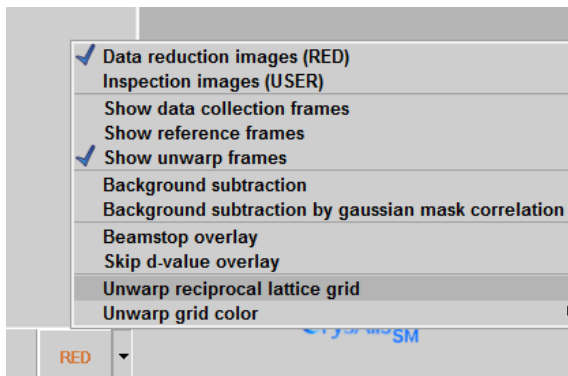 Data reduction images (RED)
Inspection images (USER)
Show data collection frames
Show reference frames
Show unwarp frames
Background subtraction
Background subtraction by gaussian mask correlation
Beamstop overlay
Skip d-value overlay
Unwarp reciprocal lattice grid
Unwarp grid color
SM
RED